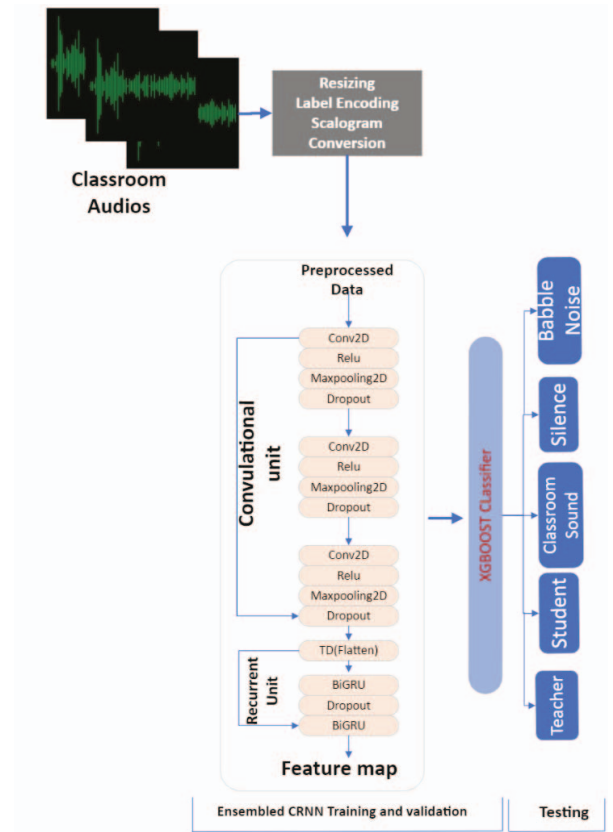 Classroom
Audios
Resizing
Label Encoding
Scalogram
Conversion
Preprocessed
Data
Conv2D
Relu
Maxpooling2D
Dropout
Conv2D
Relu
Maxpooling2D
Dropout
Conv2D
Relu
Maxpooling2D
Dropout
Convulational
unit
TD(Flatten)
BiGRU
Dropout
BiGRU
Recurrent
Unit
Feature map
XGBOOST CLassifier
Babble
Noise
Silence
Classroom
Sound
Student
Teacher
Ensembled CRNN Training and validation
Testing